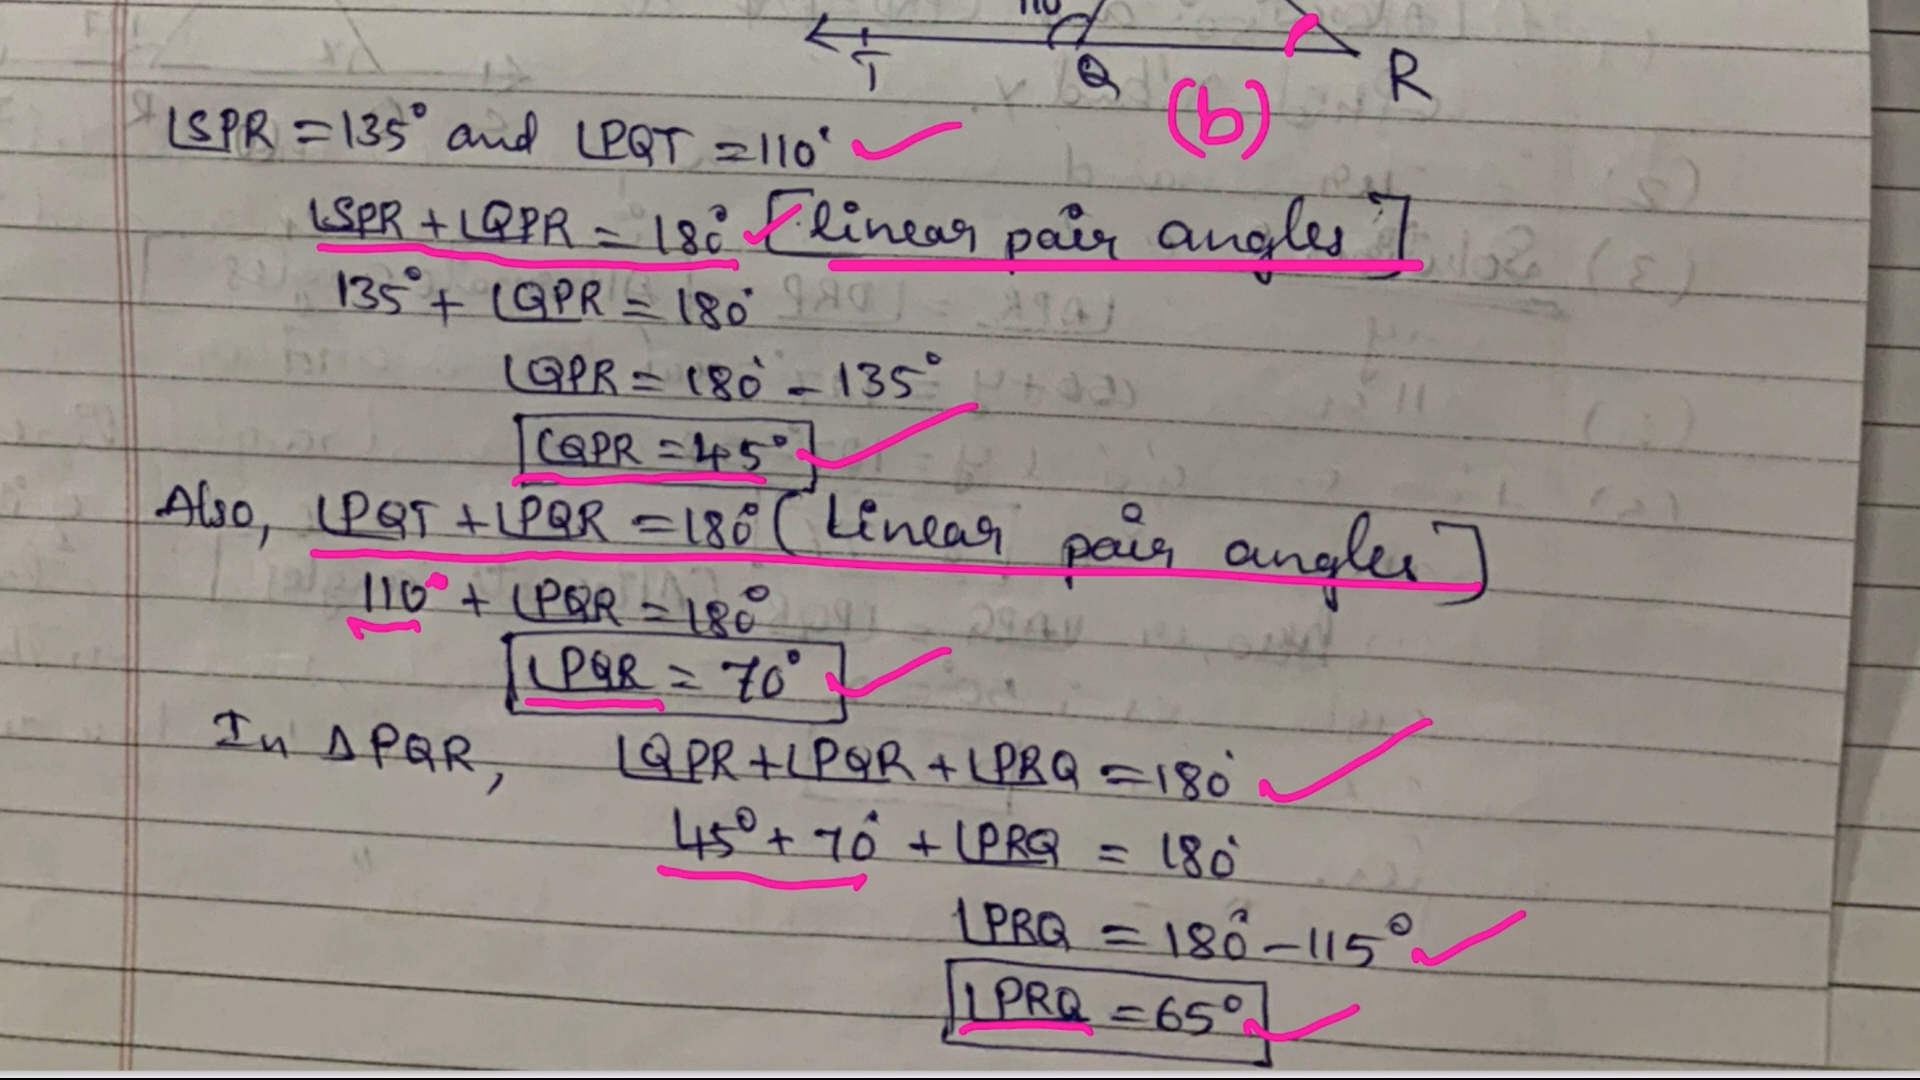 110
T Q R
(b)
∠SPR = 135° and ∠PQT = 110°
∠SPR + ∠QPR = 180° [linear pair angles]
135° + ∠QPR = 180°
∠QPR = 180° - 135°
∠QPR = 45°
Also, ∠PQT + ∠PQR = 180° (Linear pair angles]
110° + ∠PQR = 180°
∠PQR = 70°
In ΔPQR, ∠QPR + ∠PQR + ∠PRQ = 180°
45° + 70° + ∠PRQ = 180°
∠PRQ = 180° - 115°
∠PRQ = 65°